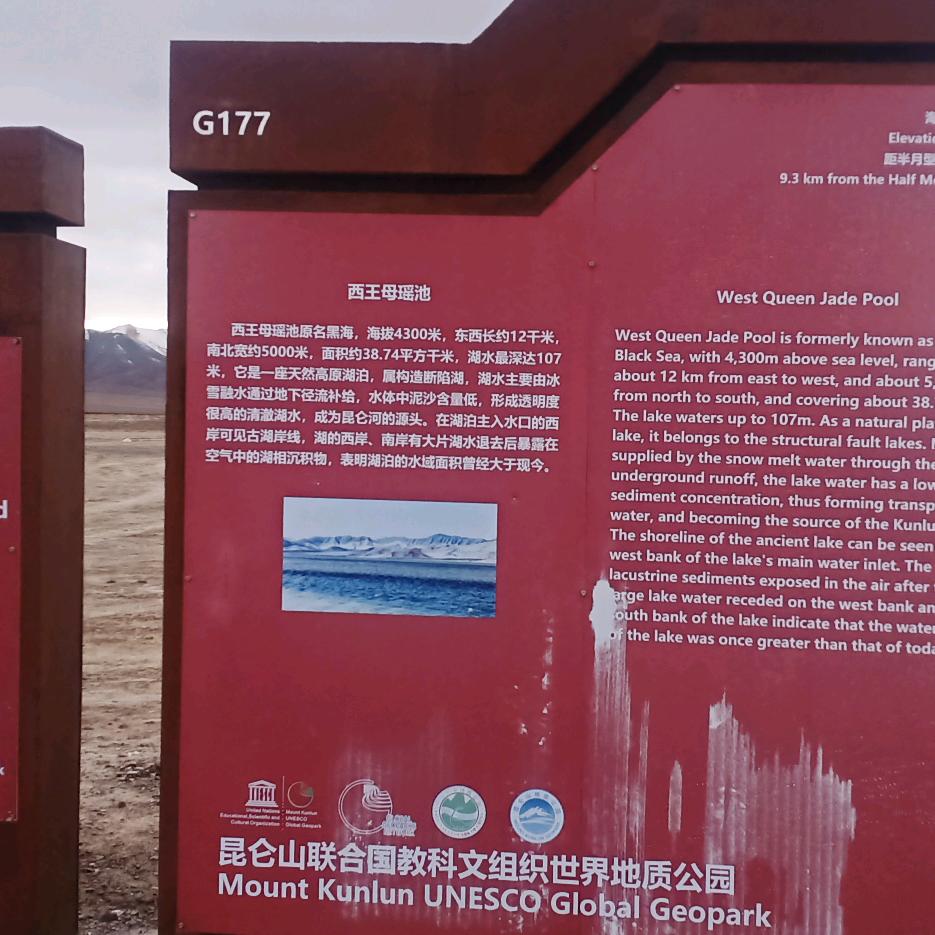 G177
海
Elevatio
距半月型
9.3 km from the Half M
西王母瑶池
西王母瑶池原名黑海，海拔4300米，东西长约12千米，
南北宽约5000米，面积约38.74平方千米，湖水最深达107
米，它是一座天然高原湖泊，属构造断陷湖，湖水主要由冰
雪融水通过地下径流补给，水体中泥沙含量低，形成透明度
很高的清澈湖水，成为昆仑河的源头。在湖泊主入水口的西
岸可见古湖岸线，湖的西岸、南岸有大片湖水退去后暴露在
空气中的湖相沉积物，表明湖泊的水域面积曾经大于现今。
West Queen Jade Pool
West Queen Jade Pool is formerly known as
Black Sea, with 4,300m above sea level, rang
about 12 km from east to west, and about 5,
from north to south, and covering about 38.
The lake waters up to 107m. As a natural pla
lake, it belongs to the structural fault lakes. M
supplied by the snow melt water through the
underground runoff, the lake water has a low
sediment concentration, thus forming transp
water, and becoming the source of the Kunlu
The shoreline of the ancient lake can be seen
west bank of the lake's main water inlet. The
lacustrine sediments exposed in the air after
arge lake water receded on the west bank an
outh bank of the lake indicate that the water
of the lake was once greater than that of toda
United Nations
Educational, Scientific and
Cultural Organization
Mount Kunlun
UNESCO
Global Geopark
昆仑山联合国教科文组织世界地质公园
Mount Kunlun UNESCO Global Geopark
d
k